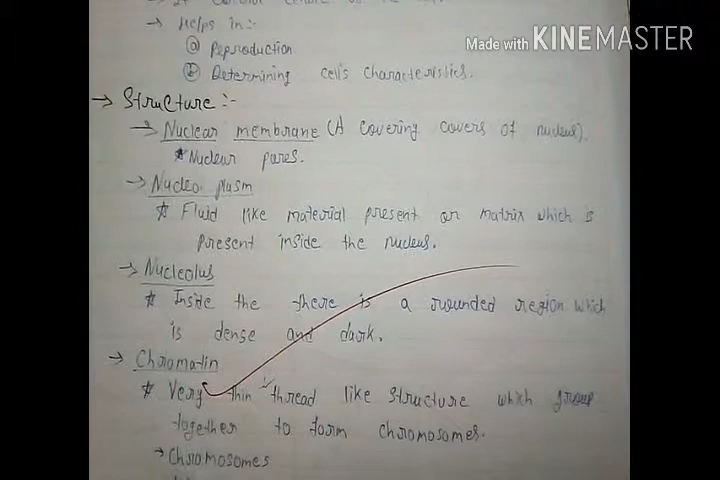 Helps in :-
Made with KINEMASTER
ⓐ Reproduction
ⓑ Determining cell's characteristics.
→ Structure :-
→ Nuclear membrane (A covering covers of nucleus).
* Nuclear pores.
→ Nucleo plasm
* Fluid like material present or matrix which is
present inside the nucleus.
→ Nucleolus
* Inside the there is a rounded region which
is dense and dark.
→ Chromatin
* Very thin thread like structure which group
together to form chromosomes.
→ Chromosomes